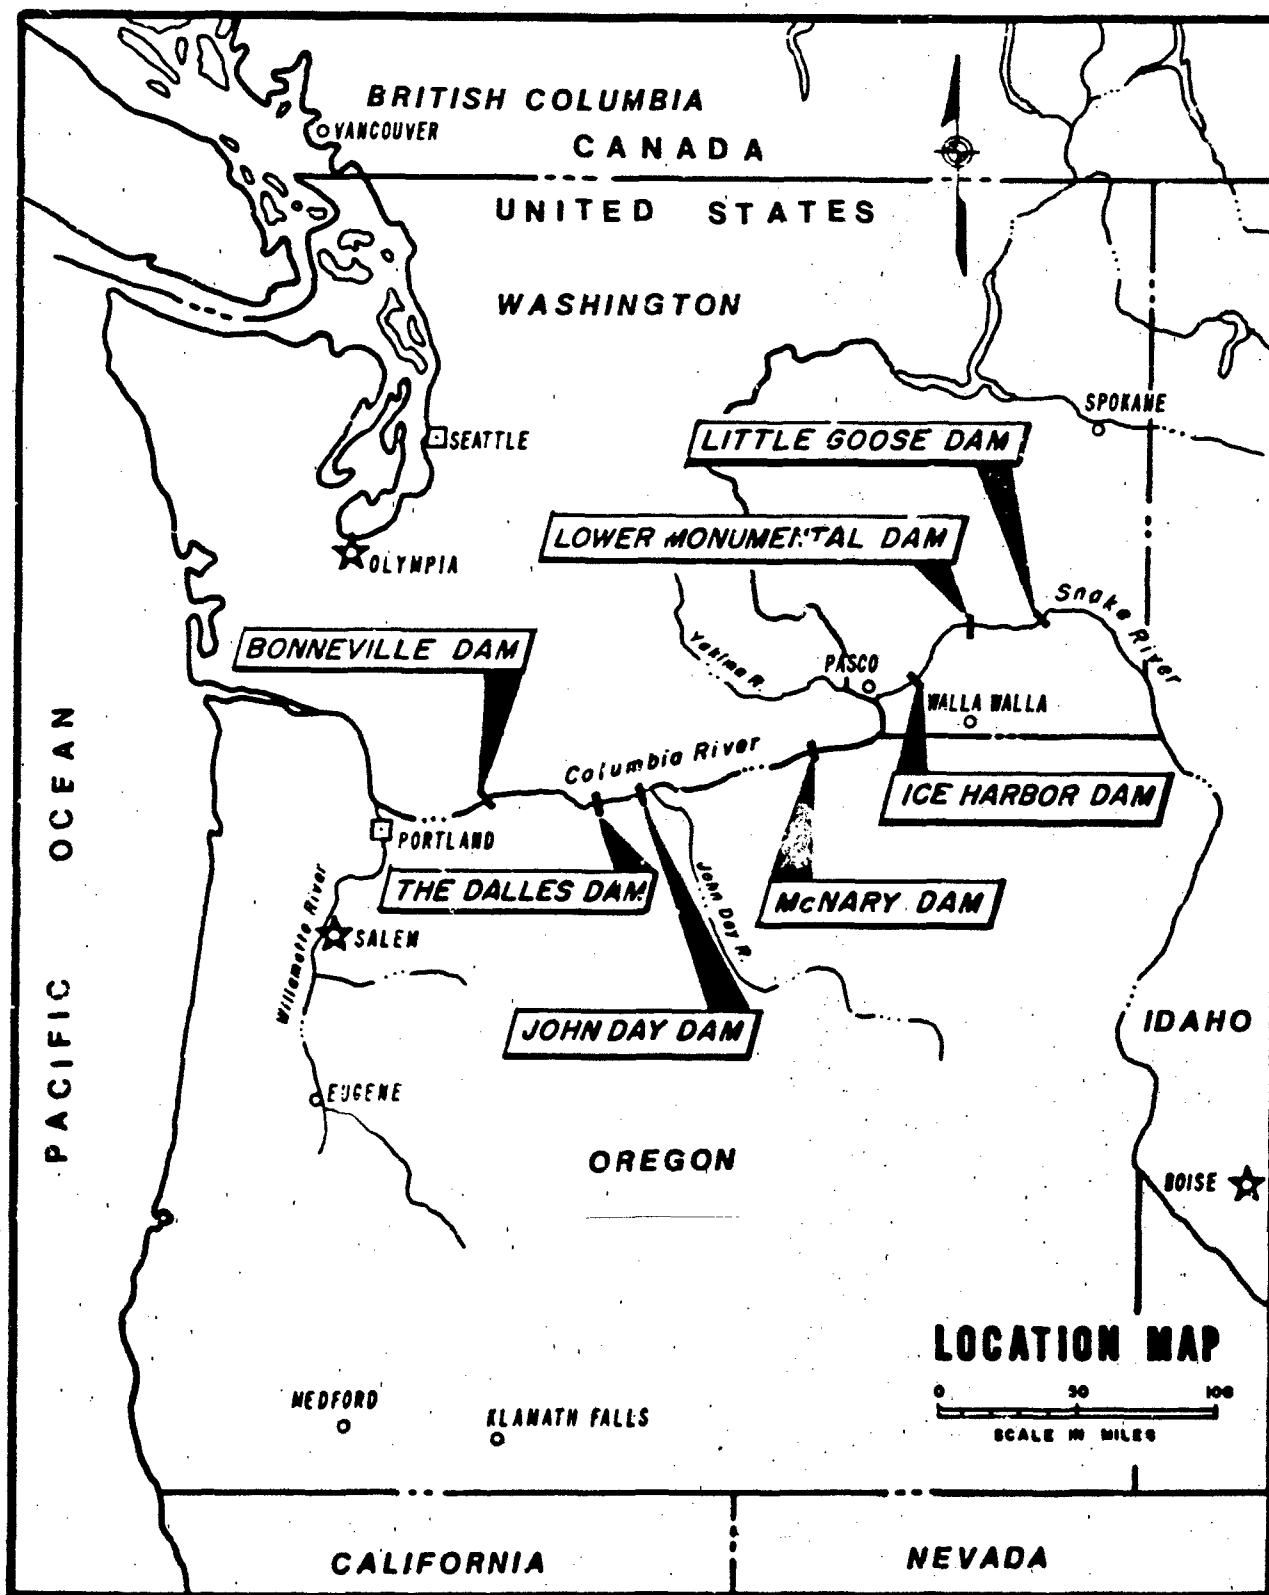 BRITISH COLUMBIA
VANCOUVER
CANADA
UNITED STATES
WASHINGTON
SPOKANE
LITTLE GOOSE DAM
SEATTLE
LOWER MONUMENTAL DAM
OLYMPIA
Snake River
BONNEVILLE DAM
Yakima R.
PASCO
WALLA WALLA
Columbia River
ICE HARBOR DAM
PORTLAND
THE DALLES DAM
McNARY DAM
John Day R.
Willamette River
SALEM
JOHN DAY DAM
IDAHO
PACIFIC OCEAN
EUGENE
OREGON
BOISE
LOCATION MAP
0 50 100
SCALE IN MILES
MEDFORD
KLAMATH FALLS
CALIFORNIA
NEVADA